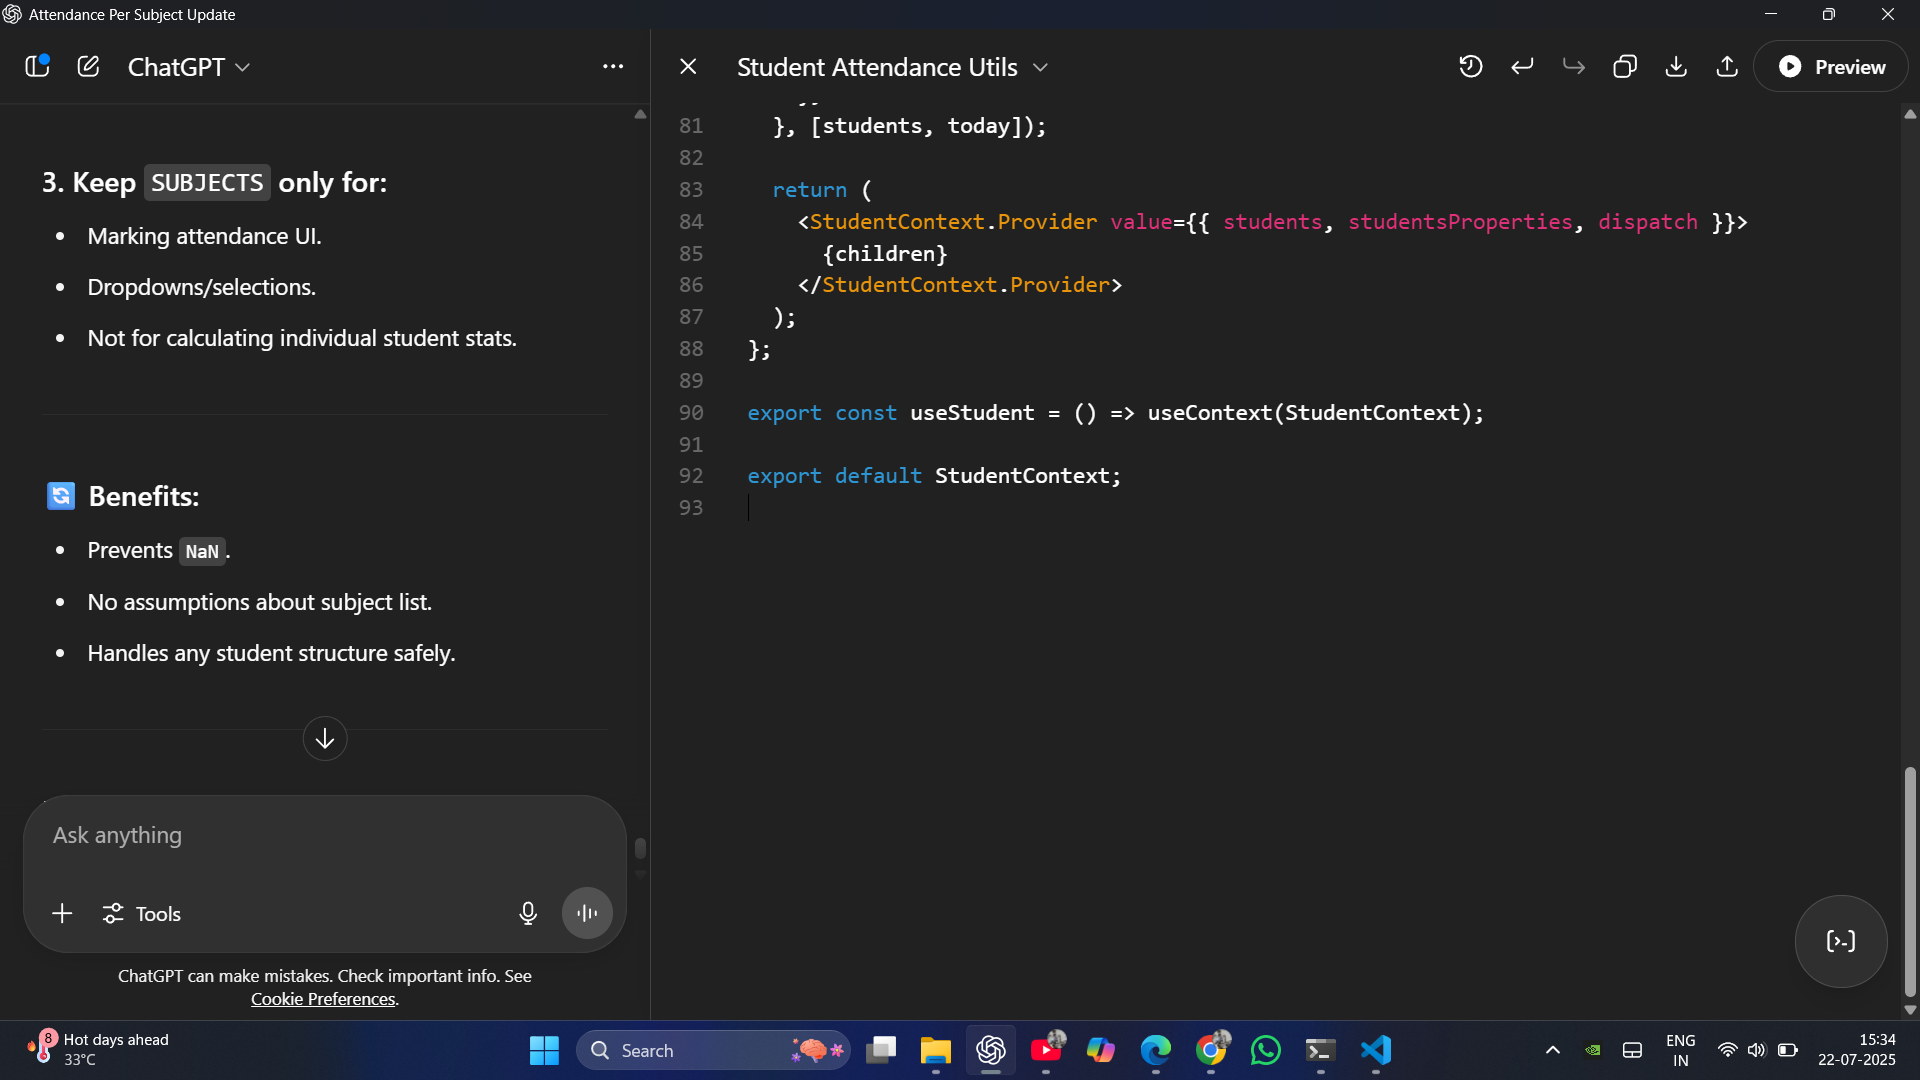 Attendance Per Subject Update
ChatGPT
3. Keep SUBJECTS only for:
• Marking attendance UI.
• Dropdowns/selections.
• Not for calculating individual student stats.
🔄 Benefits:
• Prevents NaN.
• No assumptions about subject list.
• Handles any student structure safely.
Ask anything
Tools
ChatGPT can make mistakes. Check important info. See
Cookie Preferences.
Student Attendance Utils
Preview
81 }, [students, today]);
82
83 return (
84 <StudentContext.Provider value={{ students, studentsProperties, dispatch }}>
85 {children}
86 </StudentContext.Provider>
87 );
88 };
89
90 export const useStudent = () => useContext(StudentContext);
91
92 export default StudentContext;
93
8
Hot days ahead
33°C
Search
ENG
IN
15:34
22-07-2025